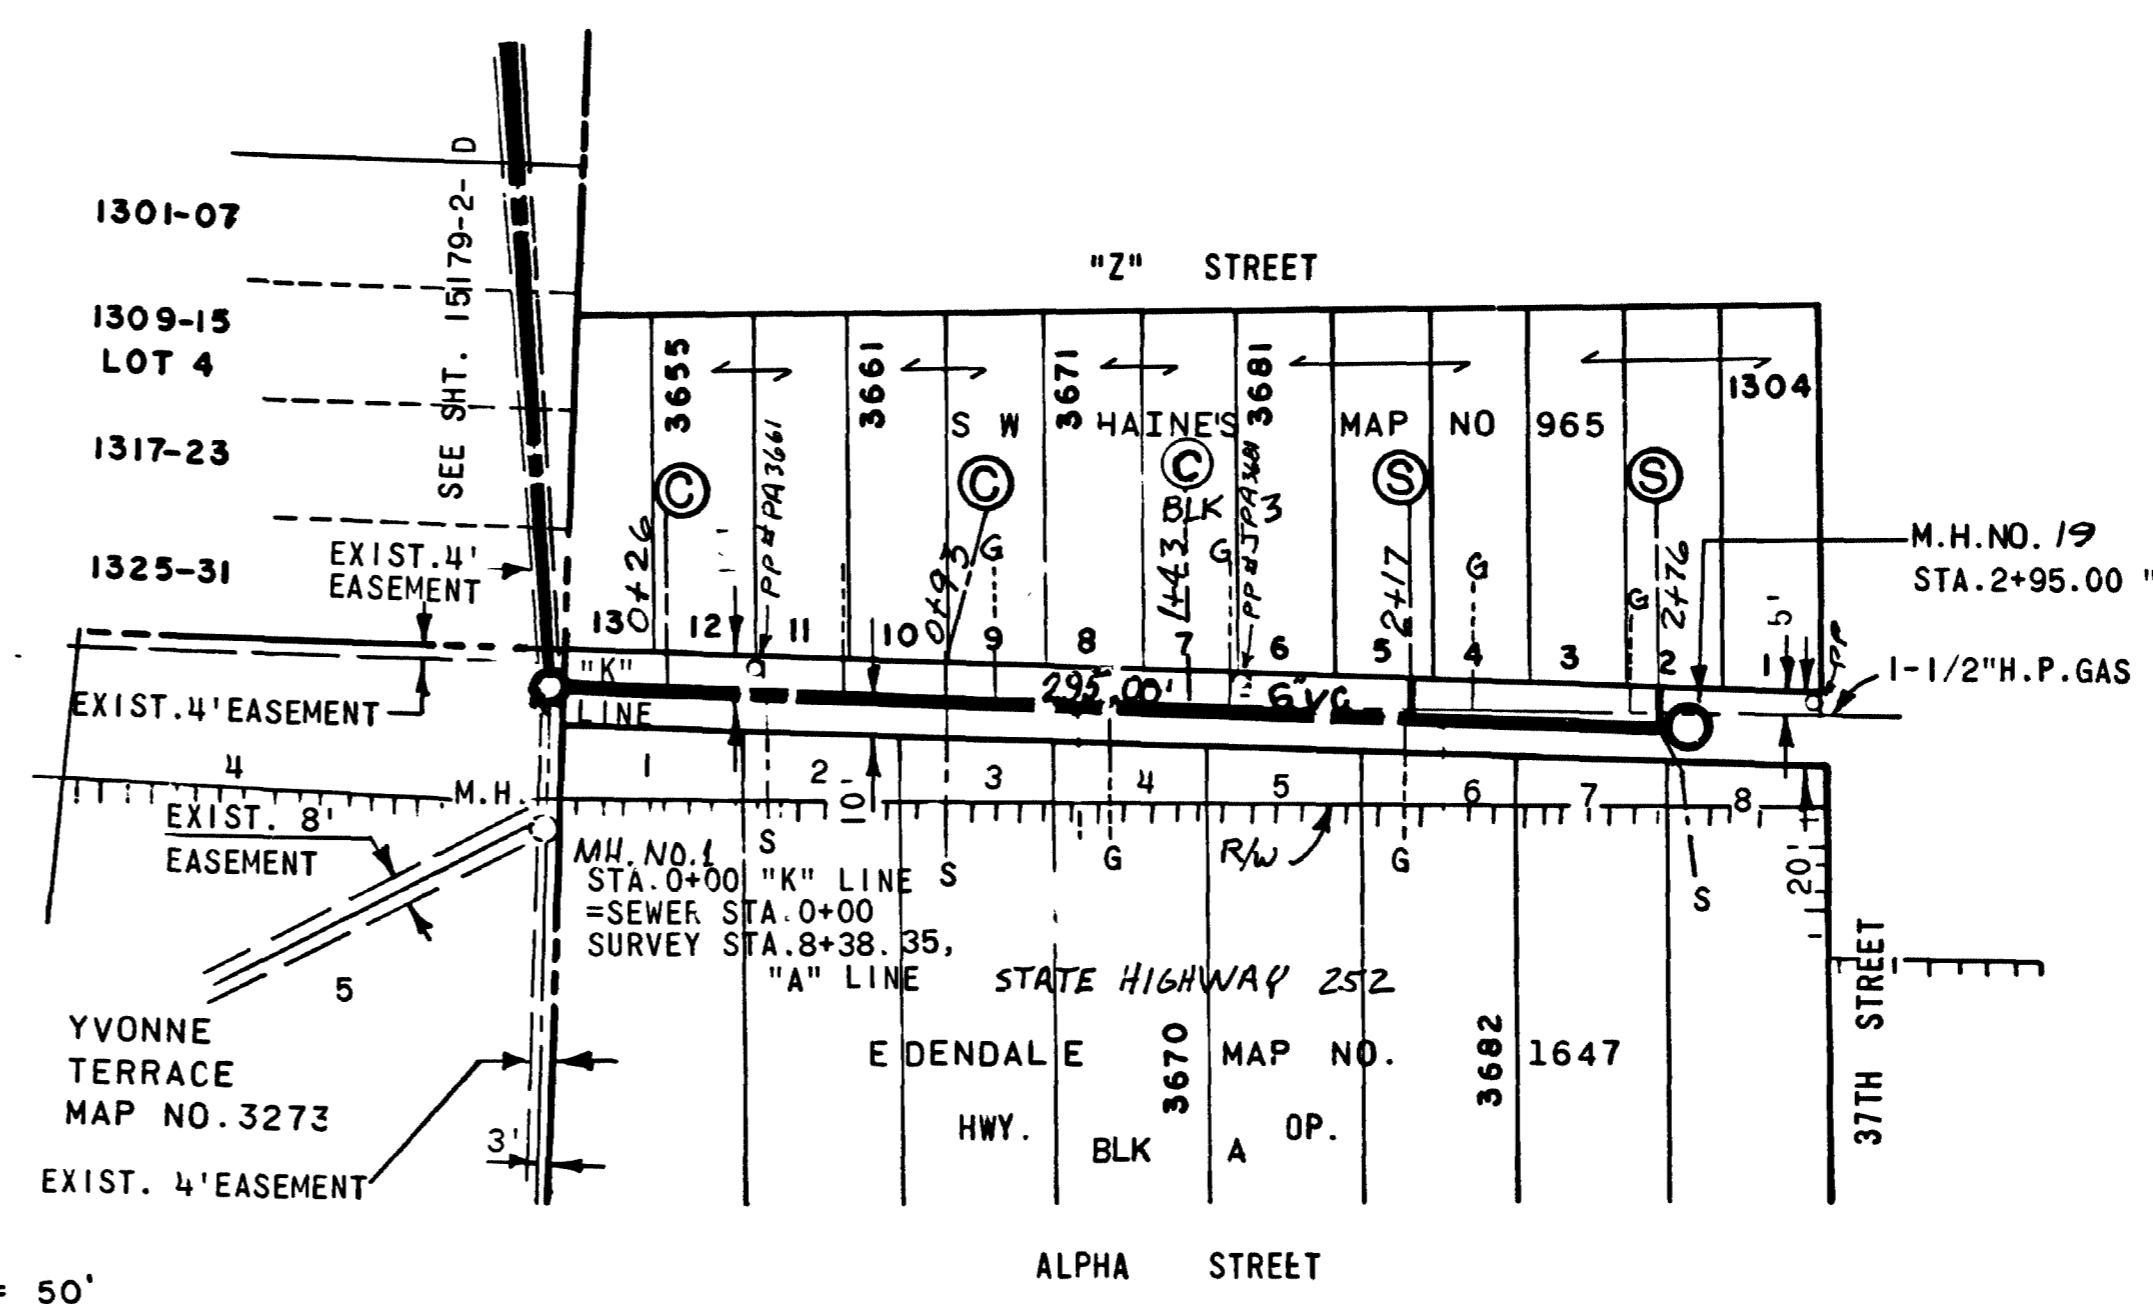 "Z" STREET
SEE SHT. 15179-2-D
1301-07
1309-15
LOT 4
1317-23
1325-31
EXIST.4'
EASEMENT
EXIST.4'EASEMENT
3655
3661
3671
3681
1304
S W HAINE'S MAP NO 965
BLK 3
C
C
C
S
S
0+26
PP#PA3661
0+93
G
1+43
G
PP#JPA3681
2+17
G
G
2+76
M.H.NO. 19
STA.2+95.00 "
5'
PP
1-1/2"H.P.GAS
13 12 11 10 9 8 7 6 5 4 3 2 1
"K"
LINE
295.00' 6"VC
4
M.H.
1 2 3 4 5 6 7 8
10'
20'
EXIST. 8'
EASEMENT
5
MH. NO.1
STA.0+00 "K" LINE
=SEWER STA.0+00
SURVEY STA.8+38.35,
"A" LINE
S
S
G
R/W
G
S
STATE HIGHWAY 252
37TH STREET
YVONNE
TERRACE
MAP NO.3273
3'
EXIST. 4'EASEMENT
EDENDALE MAP NO. 1647
3670
3682
HWY. OP.
BLK A
ALPHA STREET
= 50'